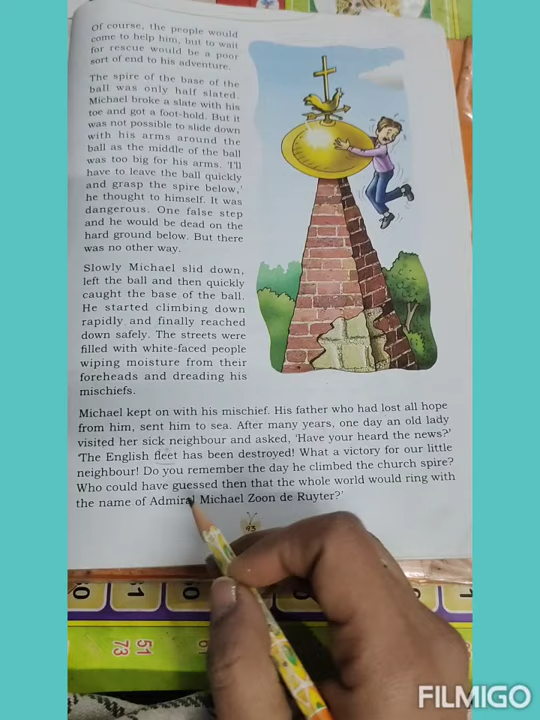 Of course, the people would
come to help him, but to wait
for rescue would be a poor
sort of end to his adventure.
The spire of the base of the
ball was only half slated.
Michael broke a slate with his
toe and got a foot-hold. But it
was not possible to slide down
with his arms around the
ball as the middle of the ball
was too big for his arms. 'I'll
have to leave the ball quickly
and grasp the spire below,'
he thought to himself. It was
dangerous. One false step
and he would be dead on the
hard ground below. But there
was no other way.
Slowly Michael slid down,
left the ball and then quickly
caught the base of the ball.
He started climbing down
rapidly and finally reached
down safely. The streets were
filled with white-faced people
wiping moisture from their
foreheads and dreading his
mischiefs.
Michael kept on with his mischief. His father who had lost all hope
from him, sent him to sea. After many years, one day an old lady
visited her sick neighbour and asked, 'Have your heard the news?'
'The English fleet has been destroyed! What a victory for our little
neighbour! Do you remember the day he climbed the church spire?
Who could have guessed then that the whole world would ring with
the name of Admiral Michael Zoon de Ruyter?'
93
51
73
FILMIGO